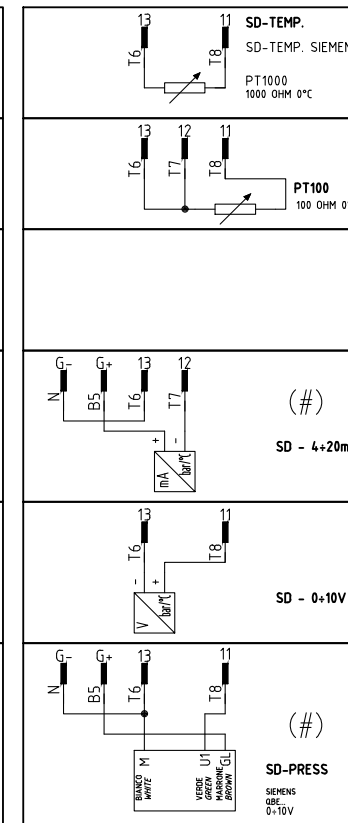 13 11 SD-TEMP.
T6 T8 SD-TEMP. SIEMEN
PT1000
1000 OHM 0°C
13 12 11
T6 T7 T8
PT100
100 OHM 0°
G- G+ 13 12
N B5 T6 T7
(#)
+ -
mA bar/°C
SD - 4÷20m
13 11
T6 T8
- +
V bar/°C
SD - 0÷10V
G- G+ 13 11
N B5 T6 T8
(#)
M U1 GL
BIANCO VERDE MARRONE
WHITE GREEN BROWN
SD-PRESS
SIEMENS
QBE...
0÷10V